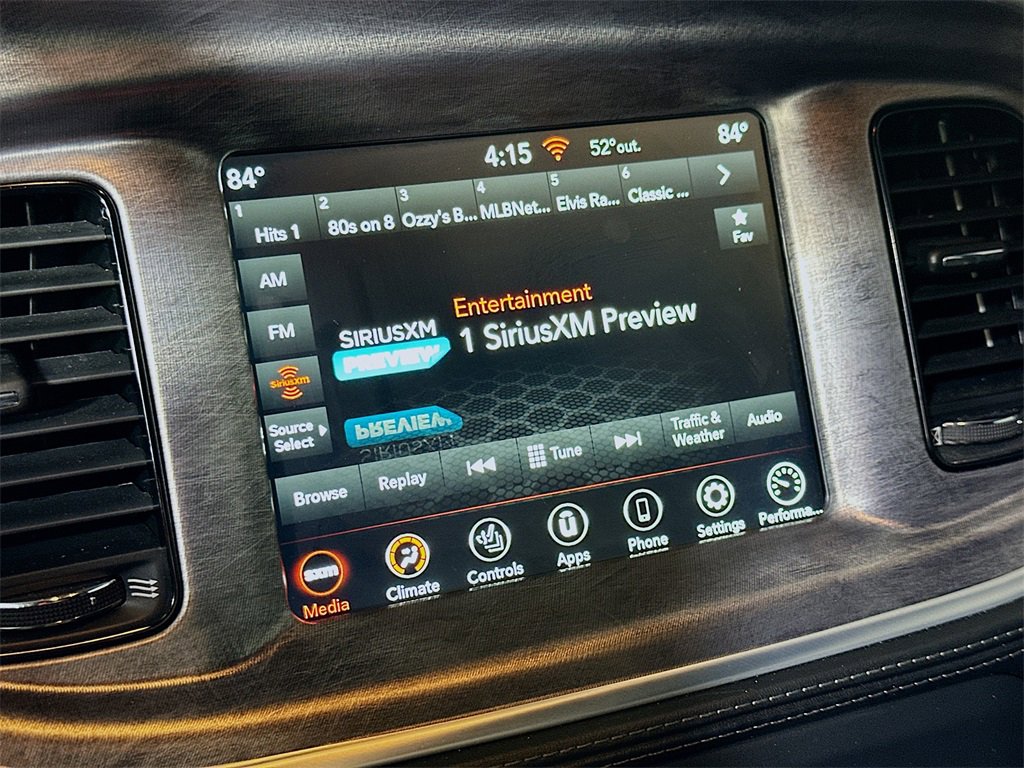 84° 4:15 52°out. 84°
1 2 3 4 5 6
Hits 1 80s on 8 Ozzy's B... MLBNet... Elvis Ra... Classic ...
Fav
AM
FM
SiriusXM
Source
Select
SIRIUSXM
PREVIEW
Entertainment
1 SiriusXM Preview
PREVIEW
SIRIUSXM
Browse Replay Tune Traffic &
Weather Audio
sxm
Media Climate Controls Apps Phone Settings Performa...